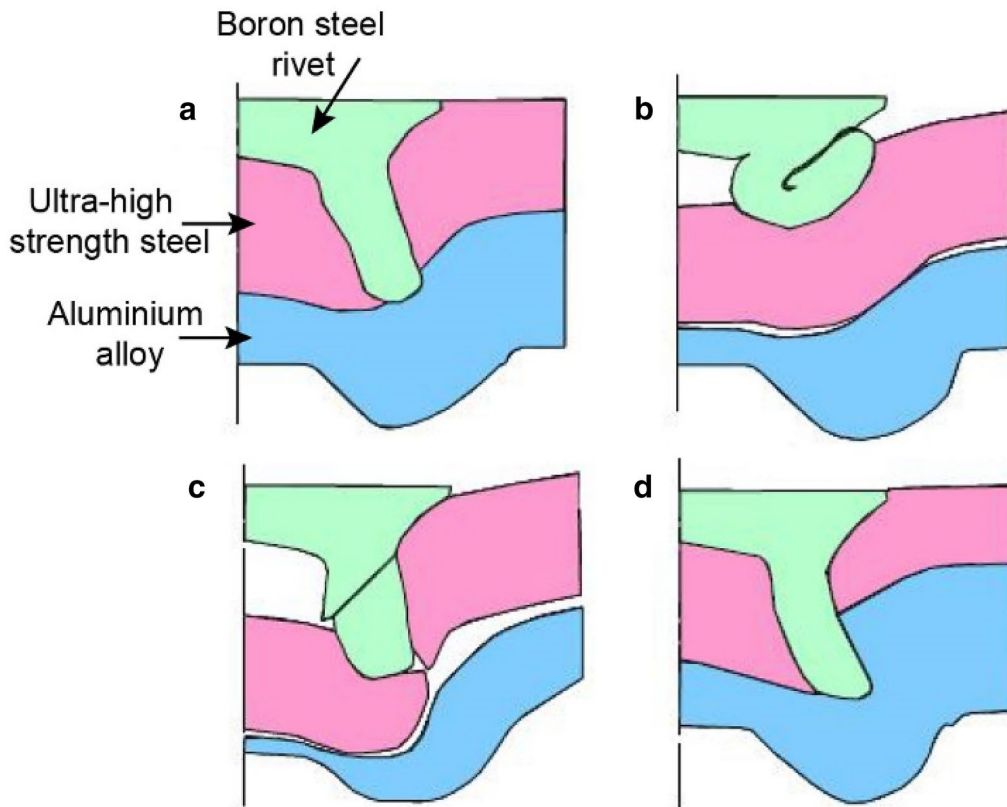 Boron steel
rivet
a
b
Ultra-high
strength steel
Aluminium
alloy
c
d